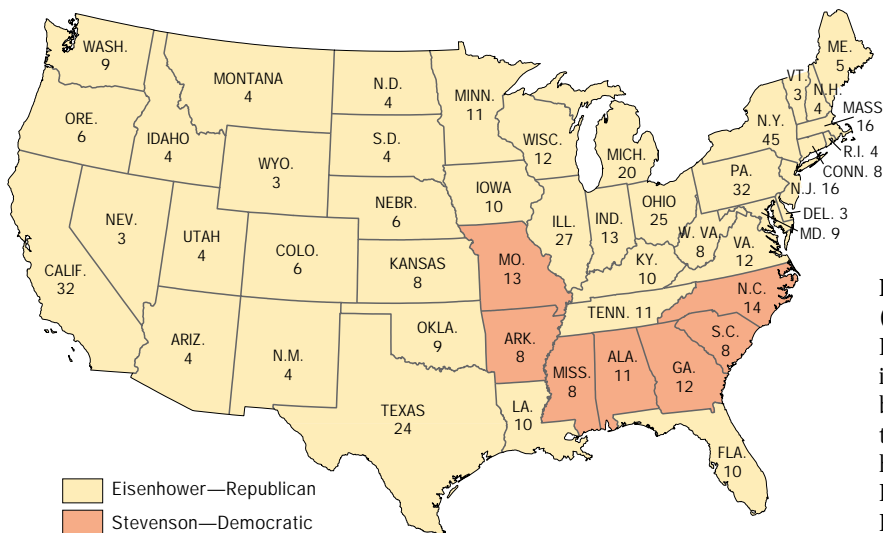 WASH.
9
ORE.
6
CALIF.
32
NEV.
3
IDAHO
4
MONTANA
4
WYO.
3
UTAH
4
COLO.
6
ARIZ.
4
N.M.
4
N.D.
4
S.D.
4
NEBR.
6
KANSAS
8
OKLA.
9
TEXAS
24
MINN.
11
IOWA
10
MO.
13
ARK.
8
LA.
10
WISC.
12
ILL.
27
MICH.
20
IND.
13
OHIO
25
KY.
10
TENN. 11
MISS.
8
ALA.
11
GA.
12
FLA.
10
S.C.
8
N.C.
14
VA.
12
W. VA.
8
PA.
32
N.Y.
45
VT.
3
N.H.
4
ME.
5
MASS
16
R.I. 4
CONN. 8
N.J. 16
DEL. 3
MD. 9
Eisenhower—Republican
Stevenson—Democratic